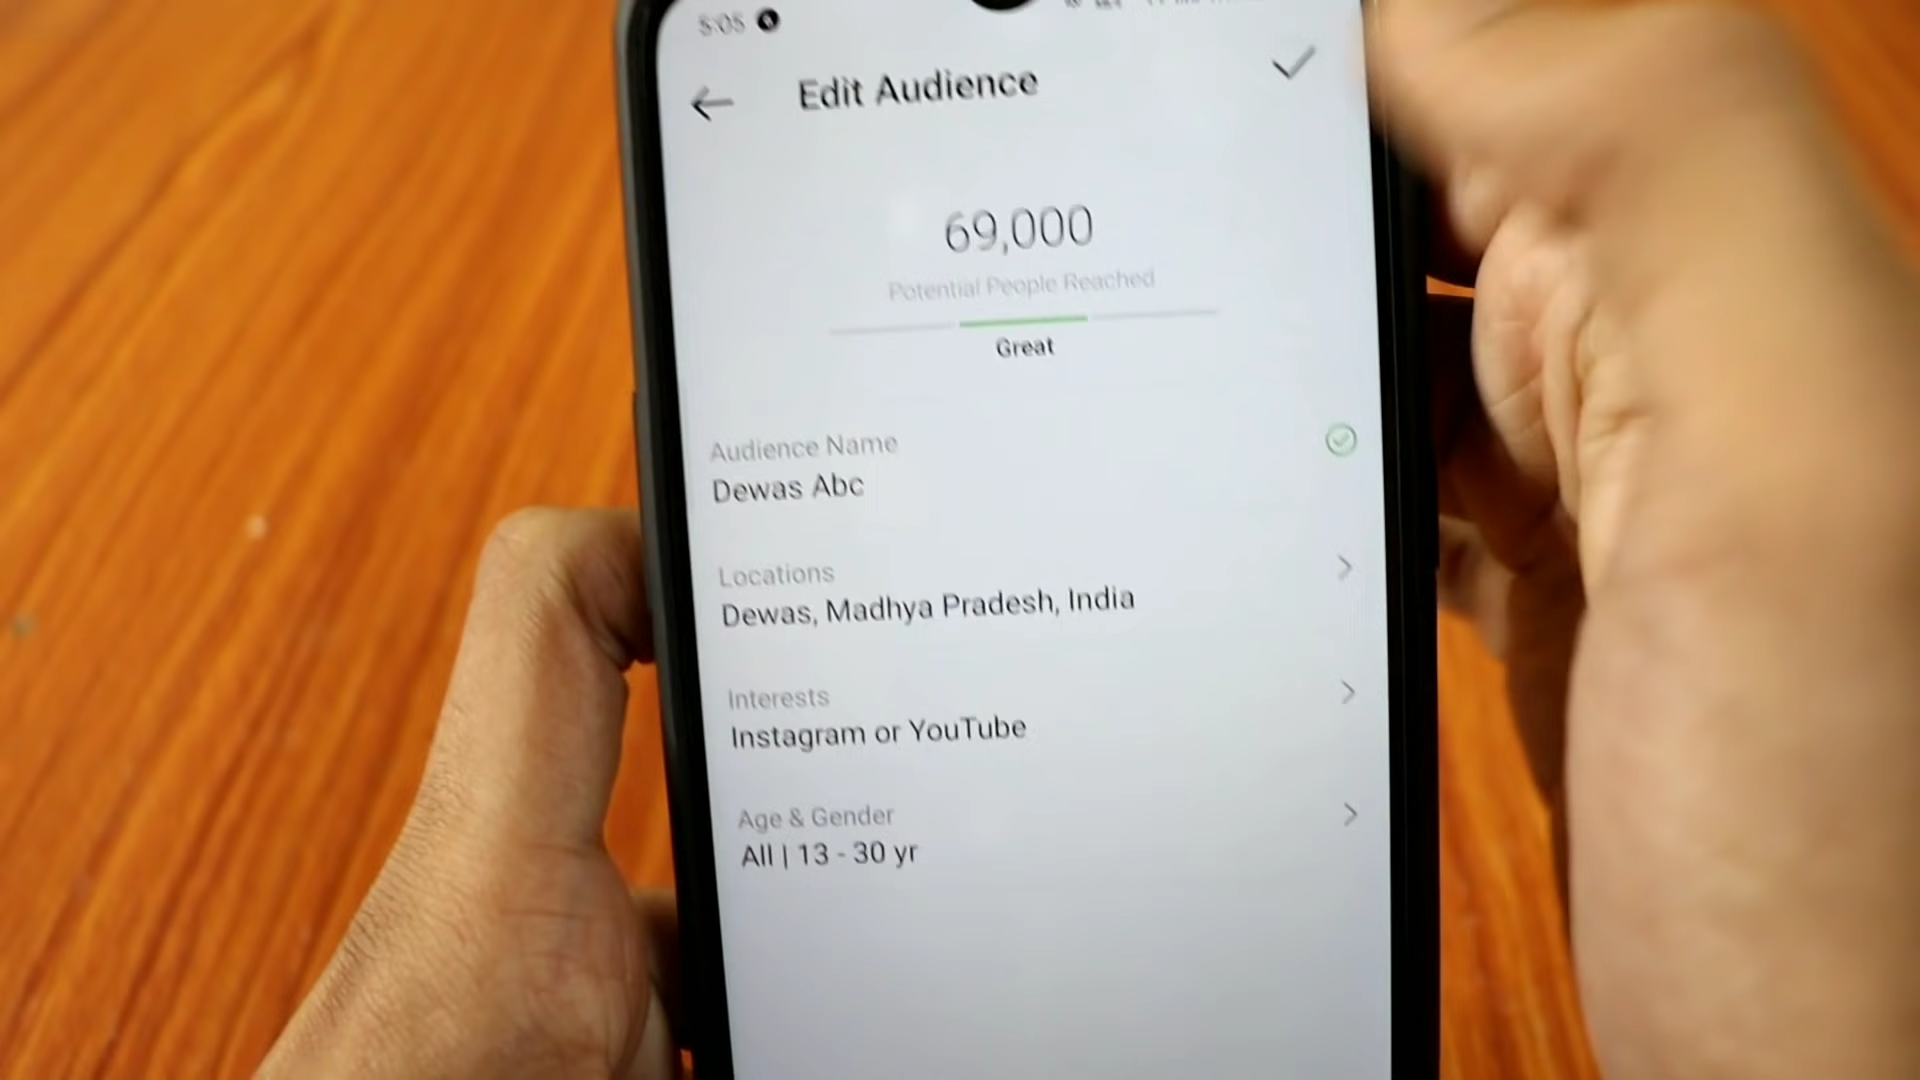 5:05
Edit Audience
69,000
Potential People Reached
Great
Audience Name
Dewas Abc
Locations
Dewas, Madhya Pradesh, India
Interests
Instagram or YouTube
Age & Gender
All | 13 - 30 yr